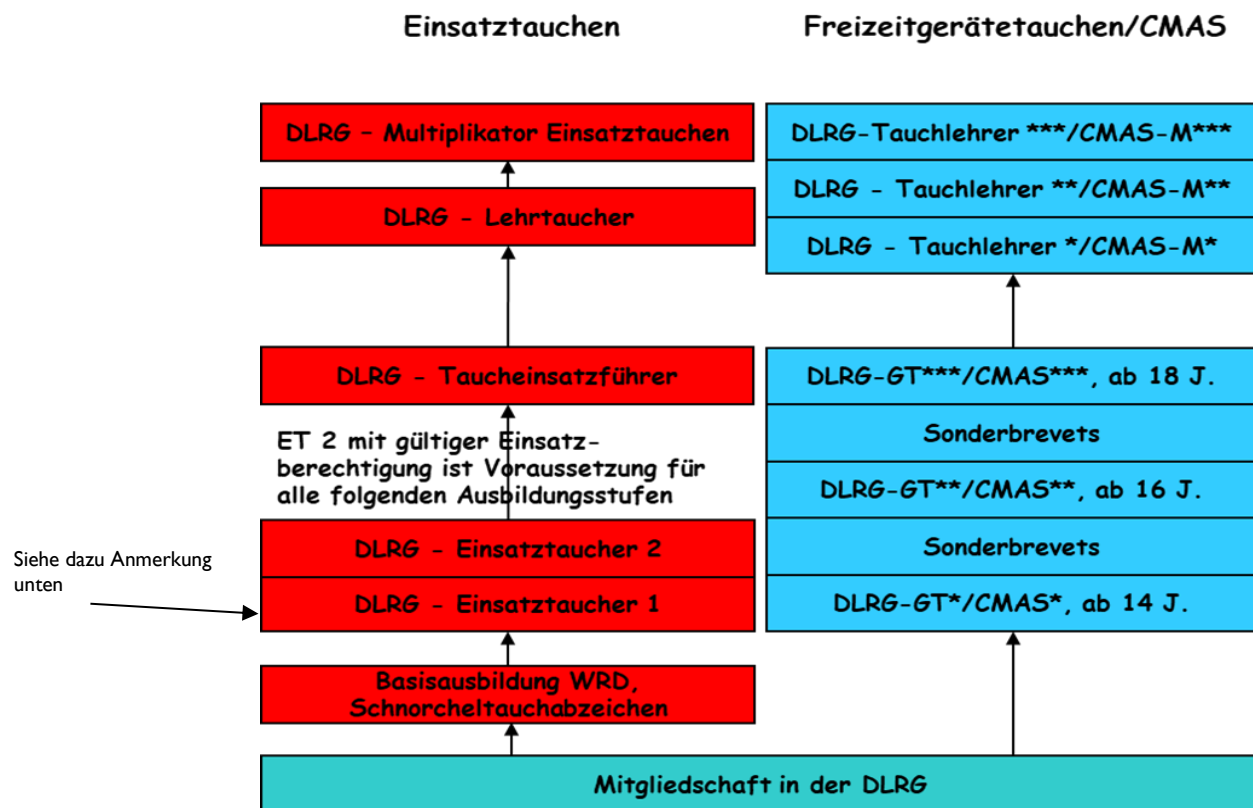 Einsatztauchen
Freizeitgerätetauchen/CMAS
DLRG - Multiplikator Einsatztauchen
DLRG - Lehrtaucher
DLRG - Taucheinsatzführer
ET 2 mit gültiger Einsatz-
berechtigung ist Voraussetzung für
alle folgenden Ausbildungsstufen
DLRG - Einsatztaucher 2
DLRG - Einsatztaucher 1
Siehe dazu Anmerkung
unten
Basisausbildung WRD,
Schnorcheltauchabzeichen
DLRG-Tauchlehrer ***/CMAS-M***
DLRG - Tauchlehrer **/CMAS-M**
DLRG - Tauchlehrer */CMAS-M*
DLRG-GT***/CMAS***, ab 18 J.
Sonderbrevets
DLRG-GT**/CMAS**, ab 16 J.
Sonderbrevets
DLRG-GT*/CMAS*, ab 14 J.
Mitgliedschaft in der DLRG